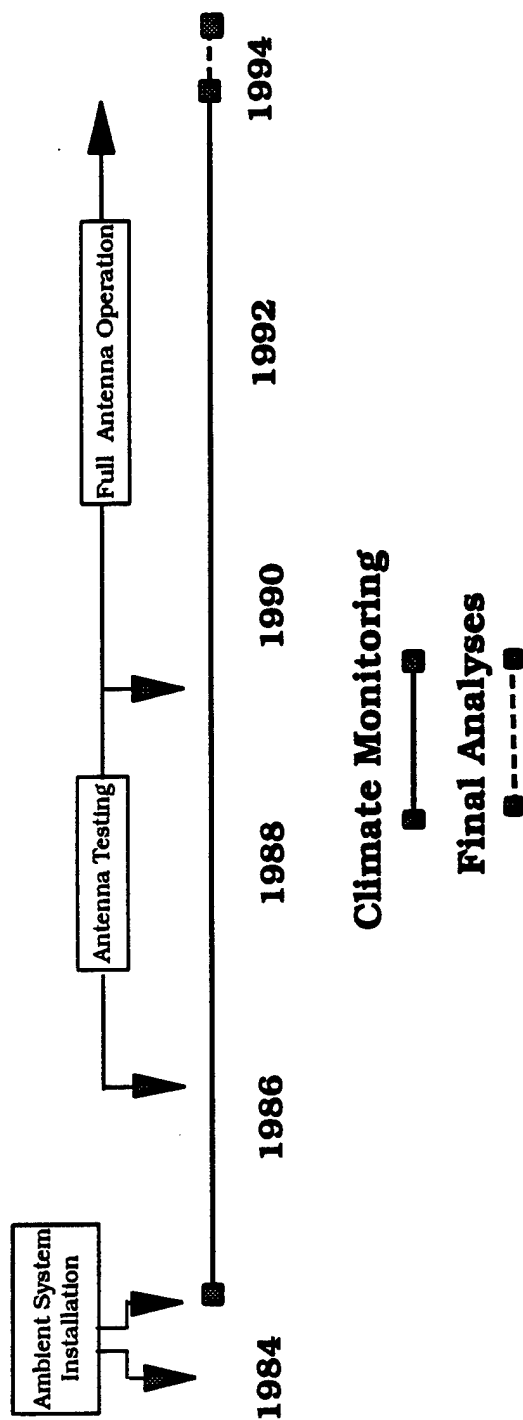 Ambient System
Installation
Antenna Testing
Full Antenna Operation
1984
1986
1988
1990
1992
1994
Climate Monitoring
Final Analyses